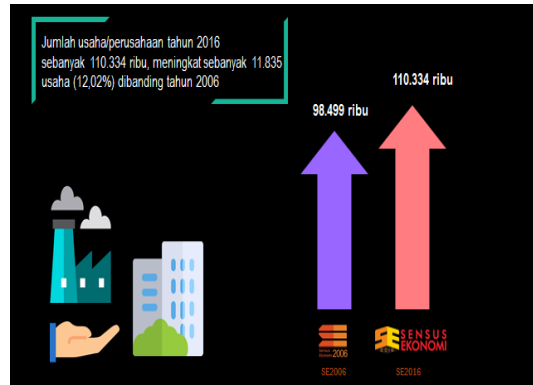 Jumlah usaha/perusahaan tahun 2016
sebanyak 110.334 ribu, meningkat sebanyak 11.835
usaha (12,02%) dibanding tahun 2006
110.334 ribu
98.499 ribu
2006
SENSUS
EKONOMI
SE2006
SE2016